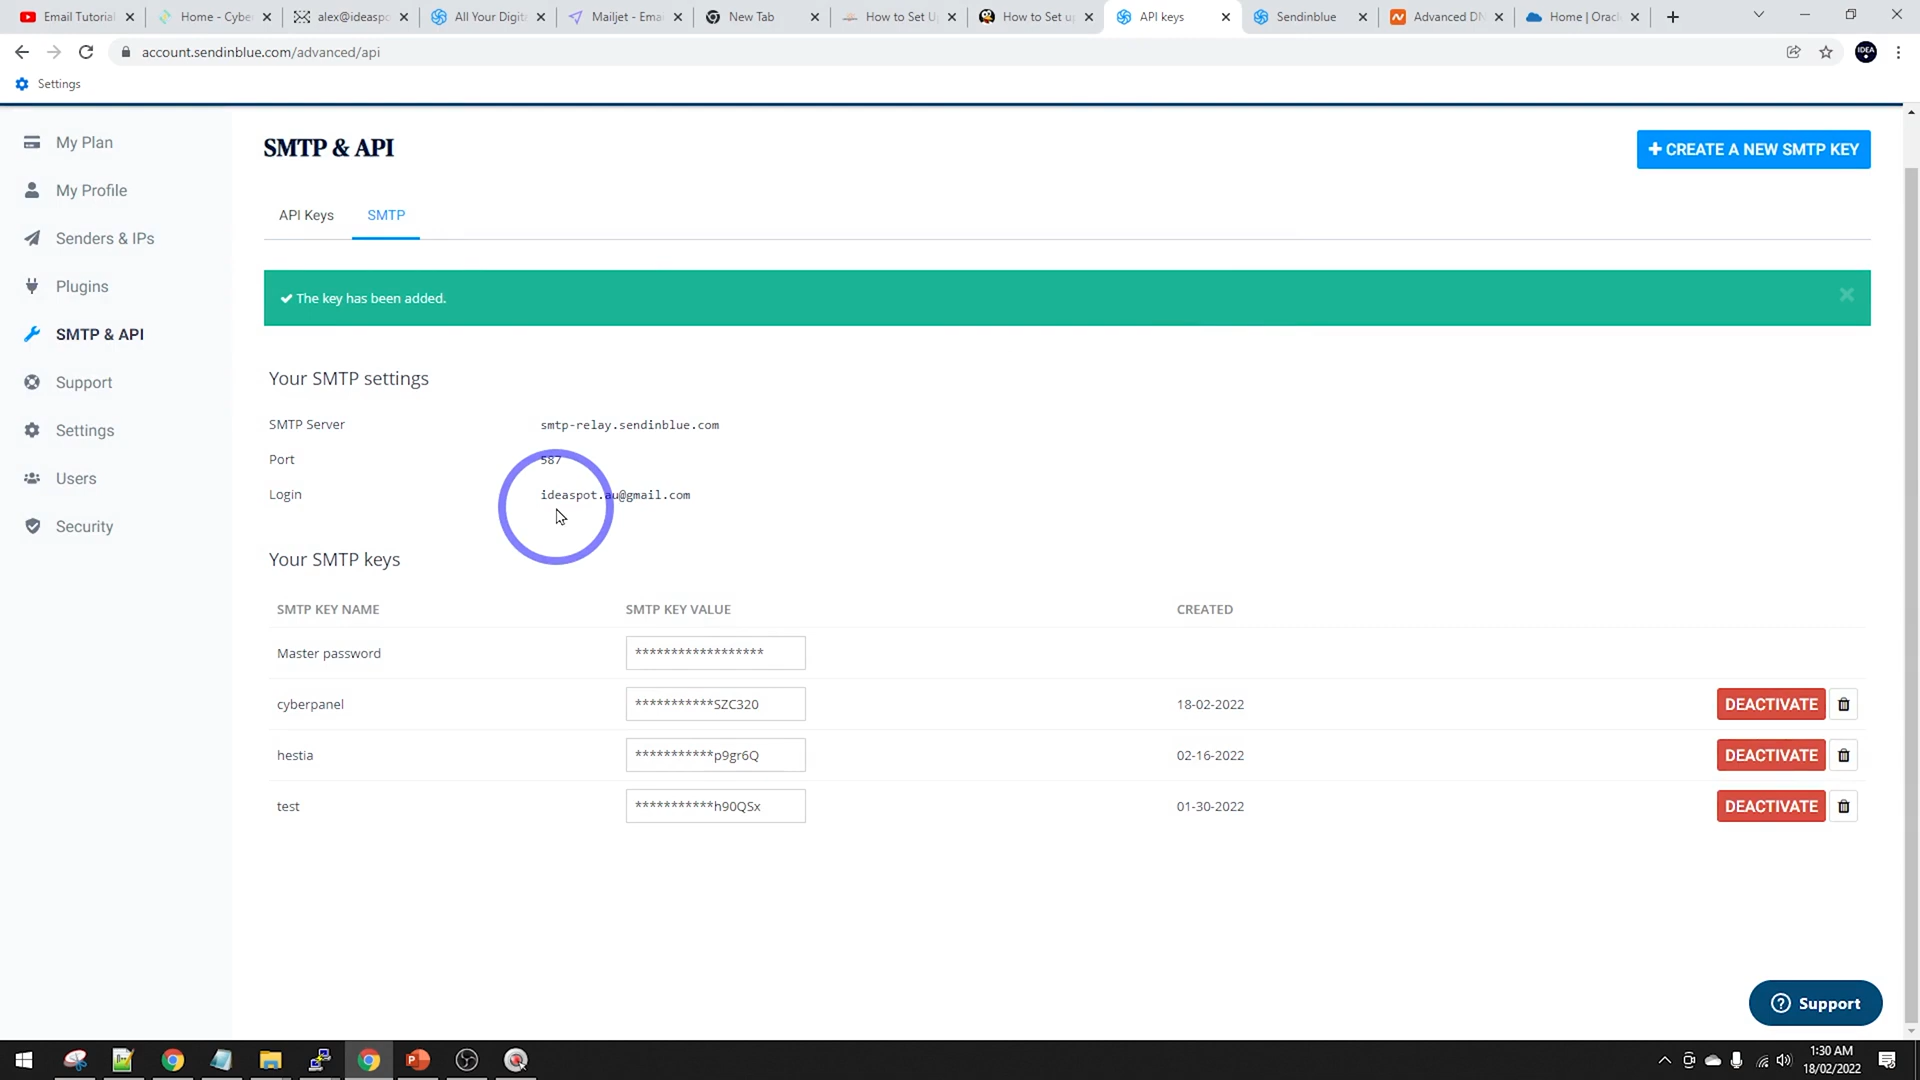 Email Tutorial
Home - Cybe
alex@ideaspo
All Your Digit
Mailjet - Ema
New Tab
How to Set U
How to Set up
API keys
Sendinblue
Advanced DN
Home | Oracl
account.sendinblue.com/advanced/api
IDEA
Settings
My Plan
My Profile
Senders & IPs
Plugins
SMTP & API
Support
Settings
Users
Security
SMTP & API
+ CREATE A NEW SMTP KEY
API Keys
SMTP
The key has been added.
Your SMTP settings
SMTP Server smtp-relay.sendinblue.com
Port 587
Login ideaspot.au@gmail.com
Your SMTP keys
SMTP KEY NAME SMTP KEY VALUE CREATED
Master password ******************
cyberpanel ***********SZC320 18-02-2022 DEACTIVATE
hestia ***********p9gr6Q 02-16-2022 DEACTIVATE
test ***********h90QSx 01-30-2022 DEACTIVATE
Support
1:30 AM
18/02/2022